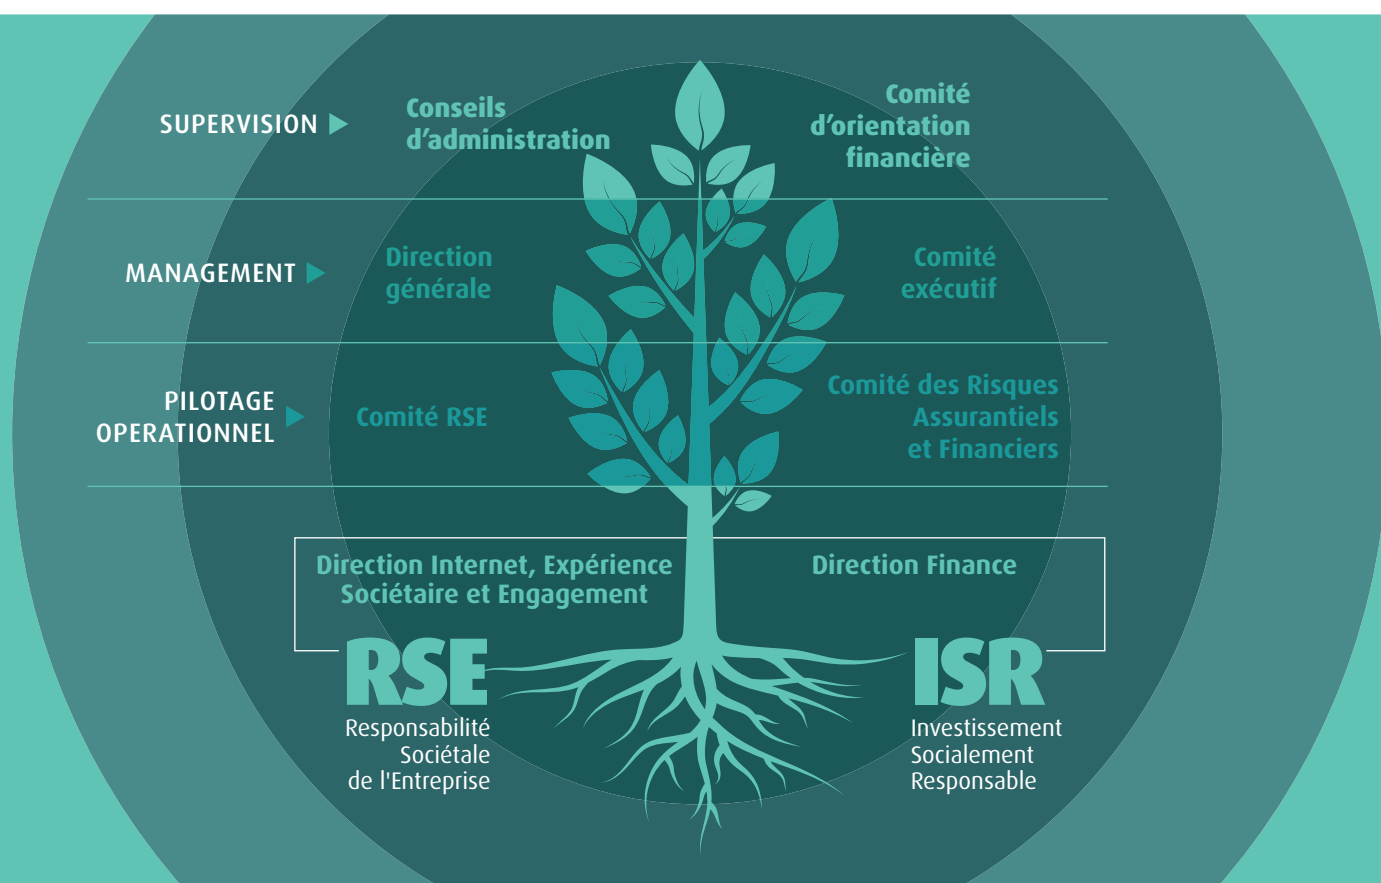 SUPERVISION
Conseils
d’administration
Comité
d’orientation
financière
MANAGEMENT
Direction
générale
Comité
exécutif
PILOTAGE
OPERATIONNEL
Comité RSE
Comité des Risques
Assurantiels
et Financiers
Direction Internet, Expérience
Sociétaire et Engagement
Direction Finance
RSE
Responsabilité
Sociétale
de l'Entreprise
ISR
Investissement
Socialement
Responsable